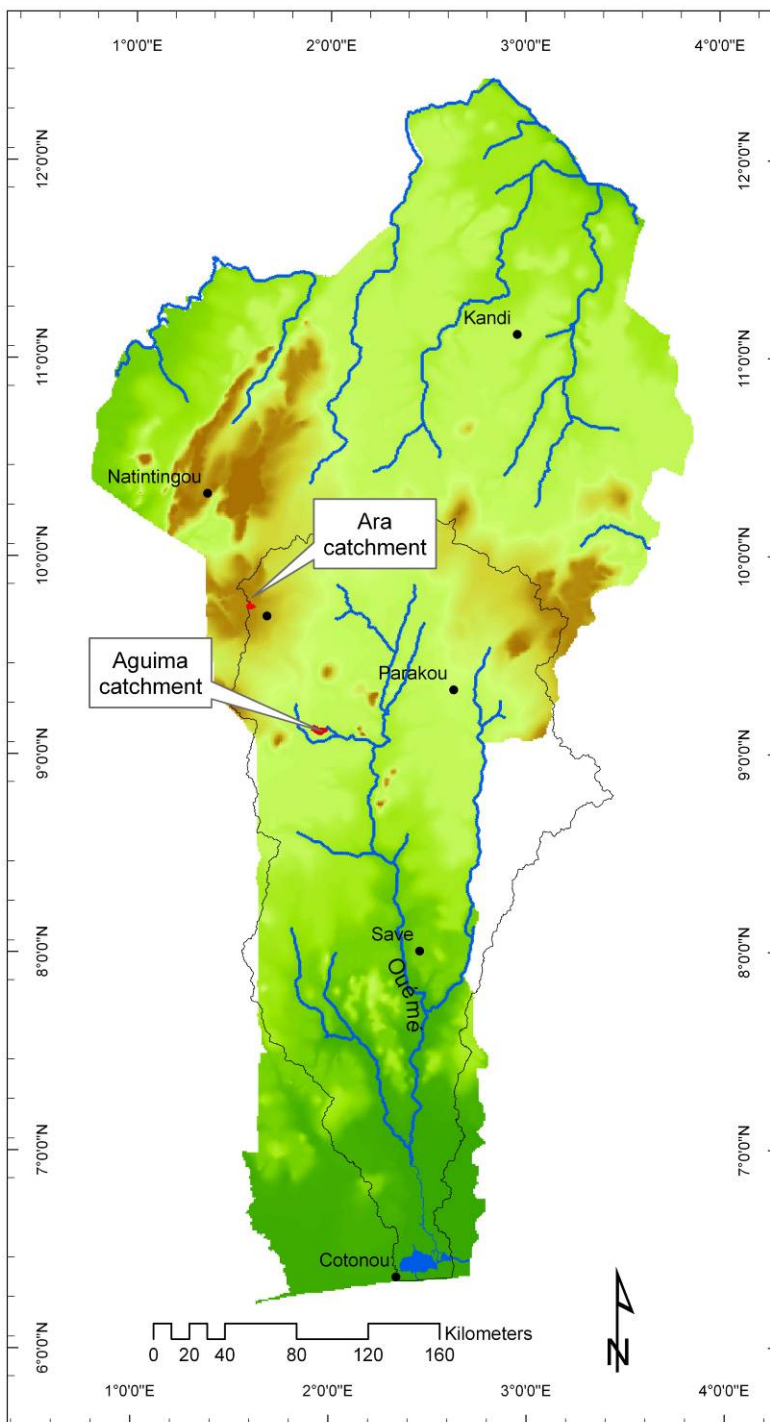 1°0'0"E 2°0'0"E 3°0'0"E 4°0'0"E
12°0'0"N 12°0'0"N
Kandi
11°0'0"N 11°0'0"N
Natintingou
Ara
catchment
10°0'0"N 10°0'0"N
Aguima
catchment
Parakou
9°0'0"N 9°0'0"N
Save
8°0'0"N 8°0'0"N
Ouémé
7°0'0"N 7°0'0"N
Cotonou
Kilometers
0 20 40 80 120 160
N
6°0'0"N 6°0'0"N
1°0'0"E 2°0'0"E 3°0'0"E 4°0'0"E